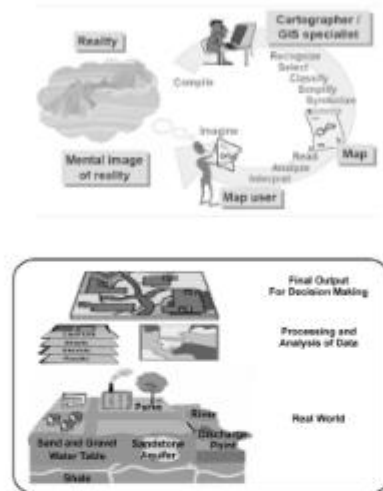 Reality
Cartographer /
GIS specialist
Recognize
Select
Classify
Simplify
Symbolize
Compile
Imagine
Mental image
of reality
Read
Analyze
Interpret
Map
Map user
Final Output
For Decision Making
Processing and
Analysis of Data
Real World
Farms
River
Discharge
Point
Sand and Gravel
Water Table
Sandstone
Aquifer
Shale